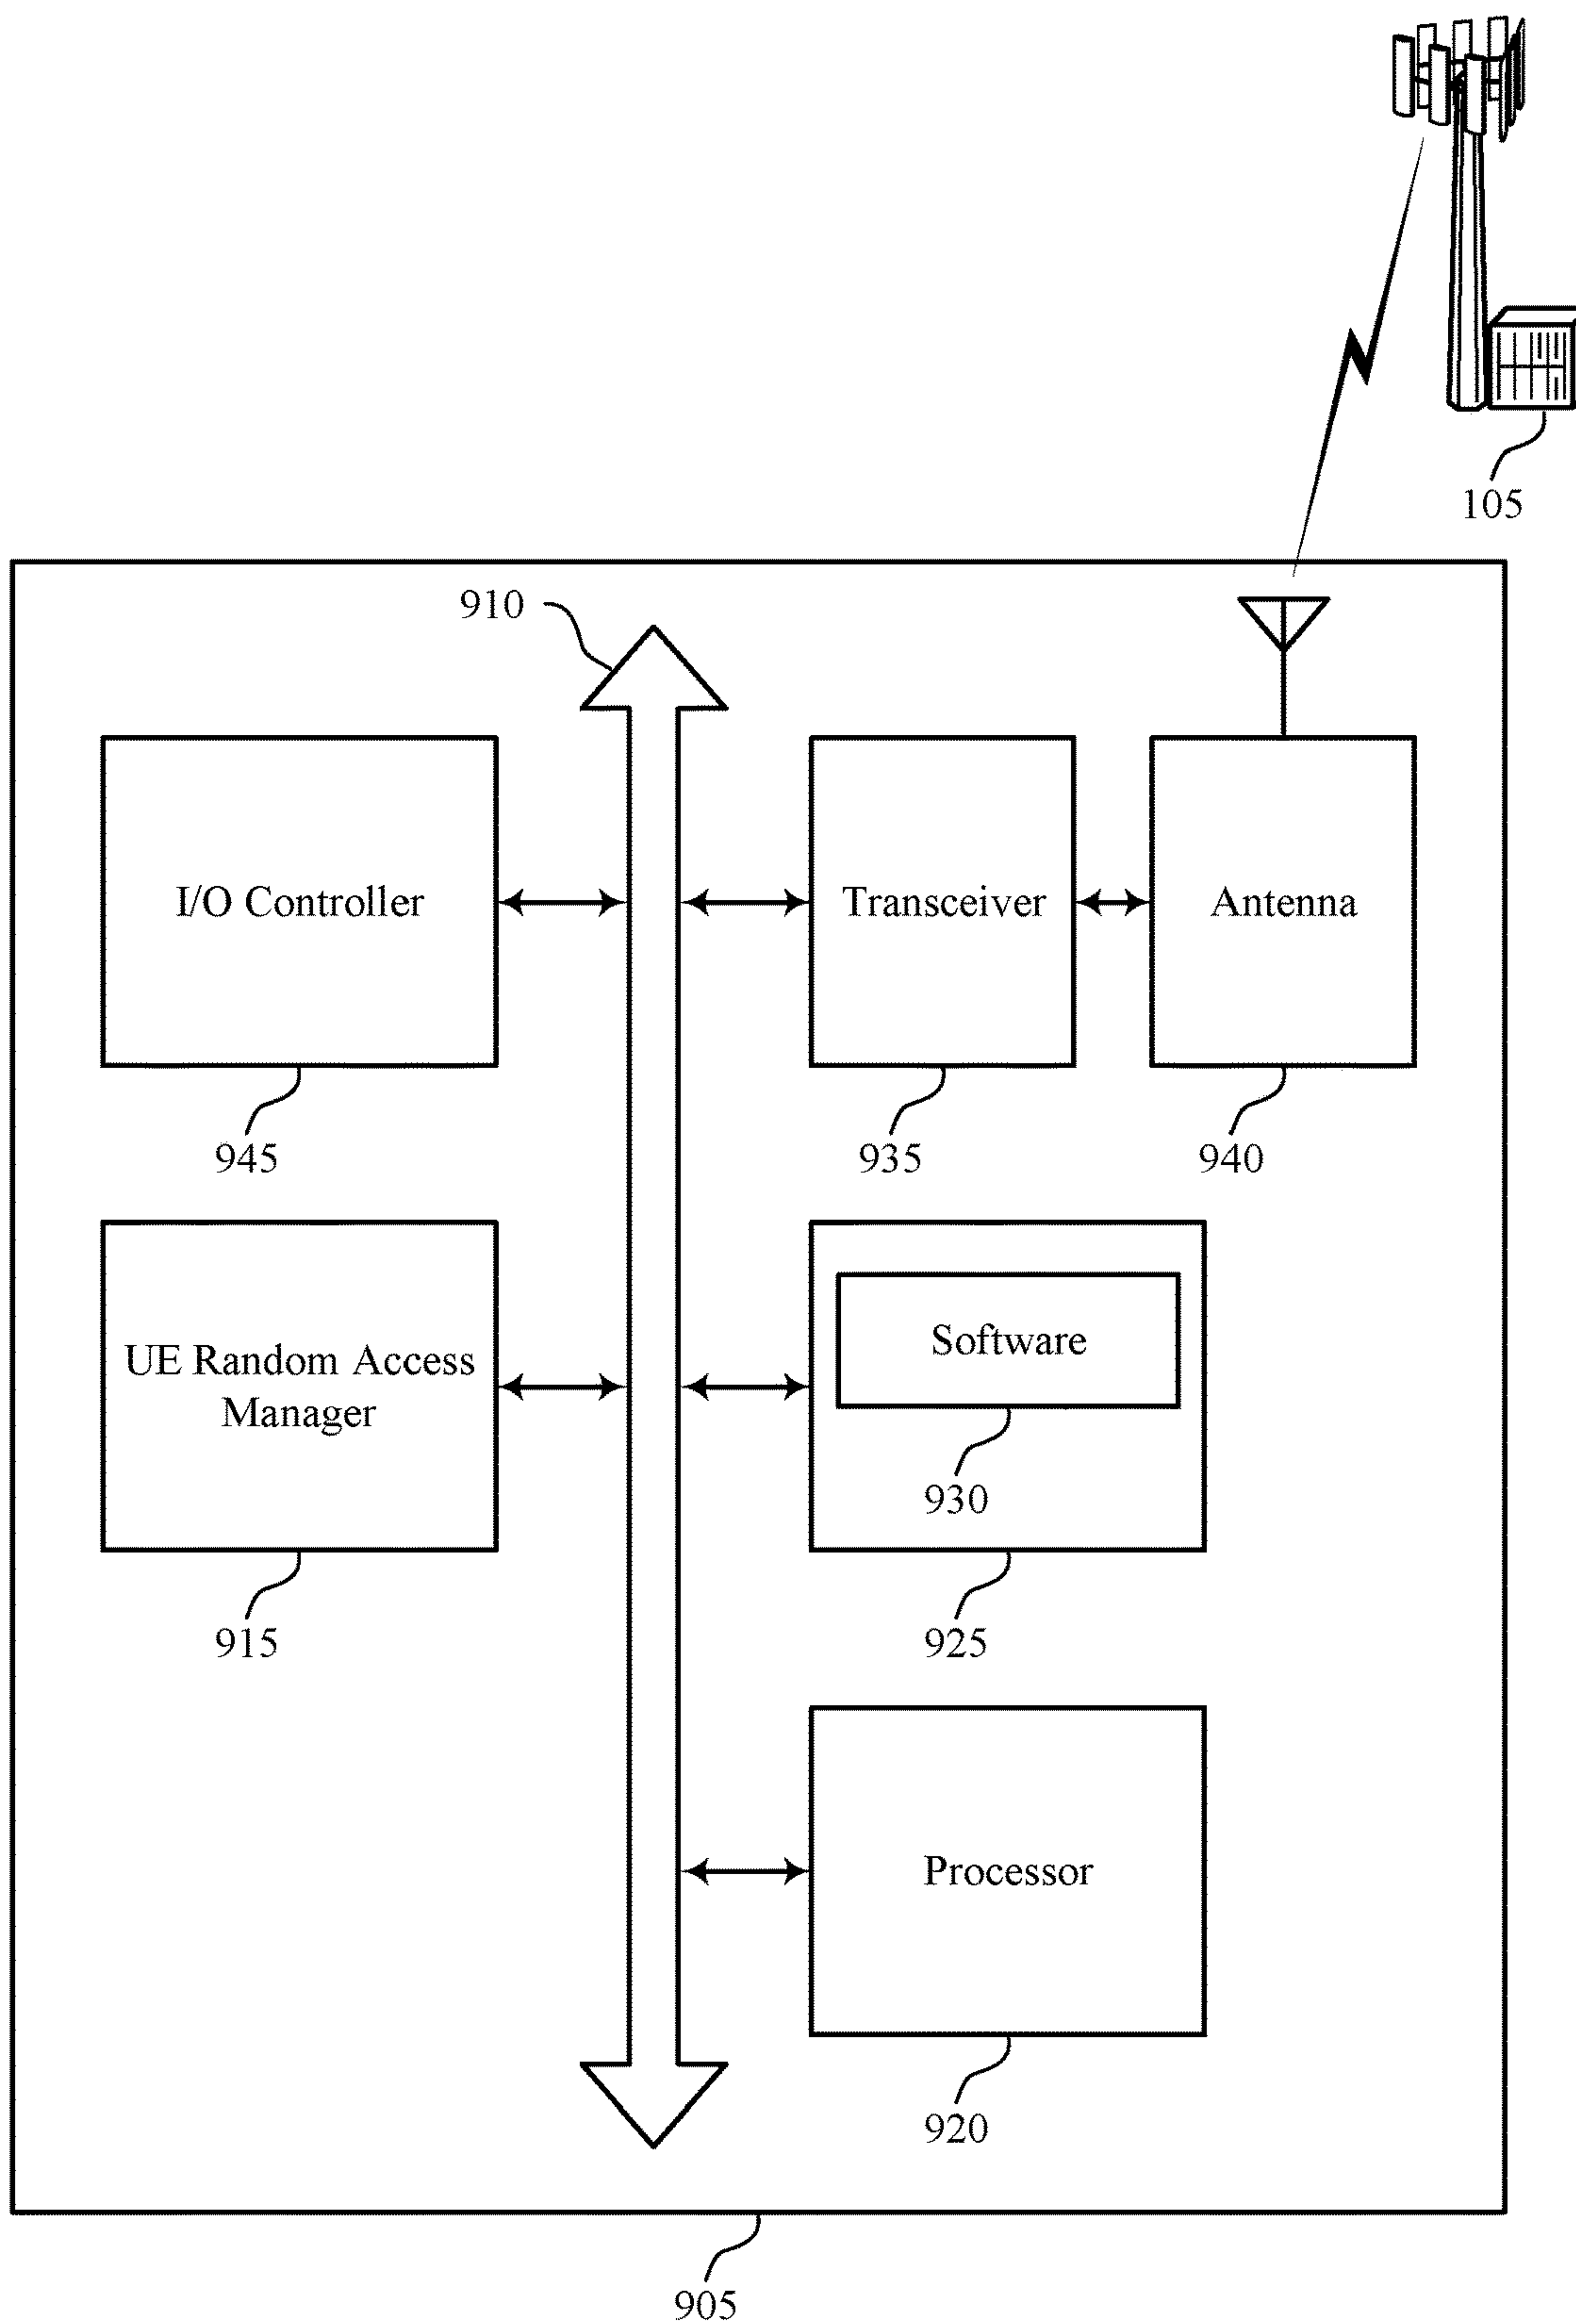 105
910
I/O Controller
Transceiver
Antenna
945
935
940
UE Random Access
Manager
Software
930
915
925
Processor
920
905